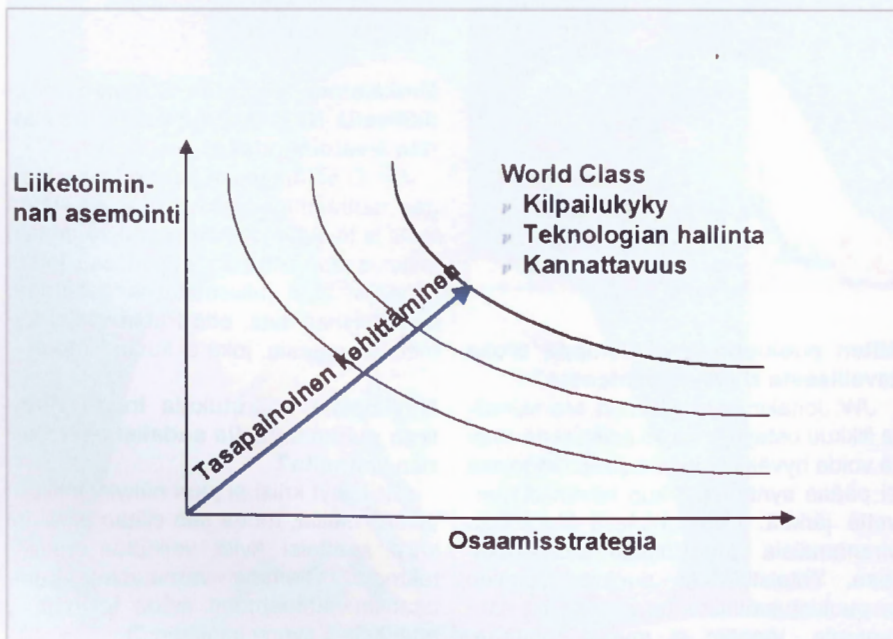 Liiketoimin-
nan asemointi
World Class
Kilpailukyky
Teknologian hallinta
Kannattavuus
Tasapainoinen kehittäminen
Osaamisstrategia